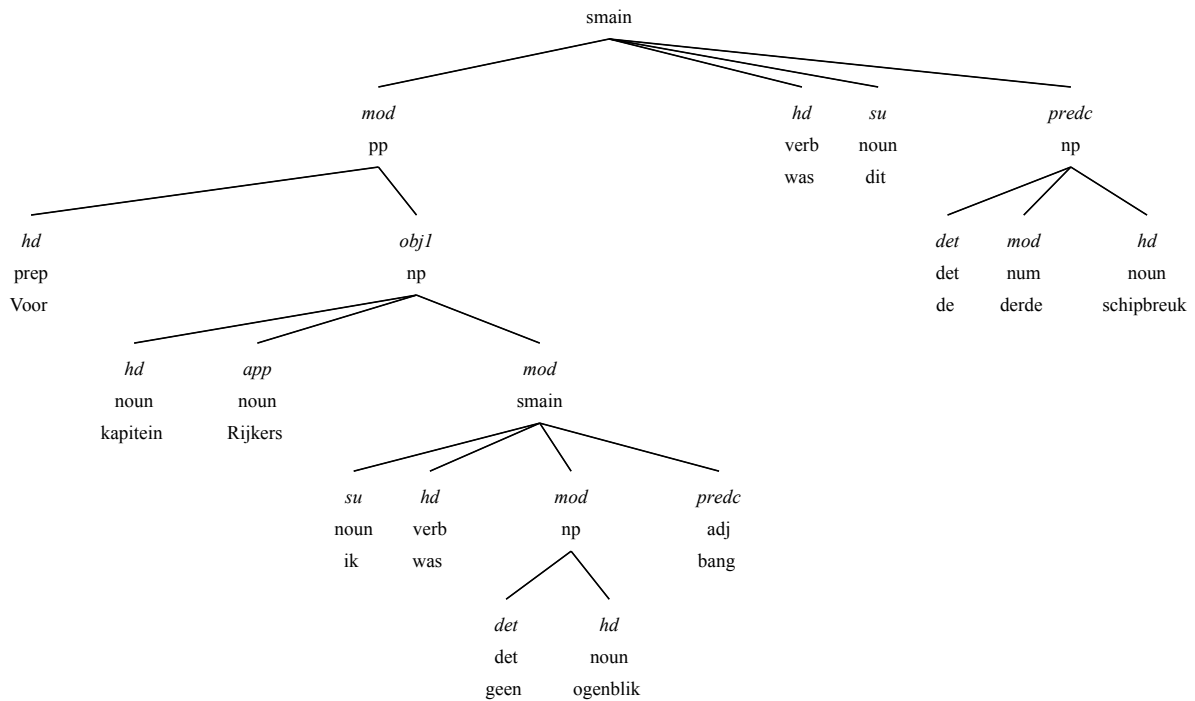 smain
mod hd su predc
pp verb noun np
was dit
hd obj1 det mod hd
prep np det num noun
Voor de derde schipbreuk
hd app mod
noun noun smain
kapitein Rijkers
su hd mod predc
noun verb np adj
ik was bang
det hd
det noun
geen ogenblik